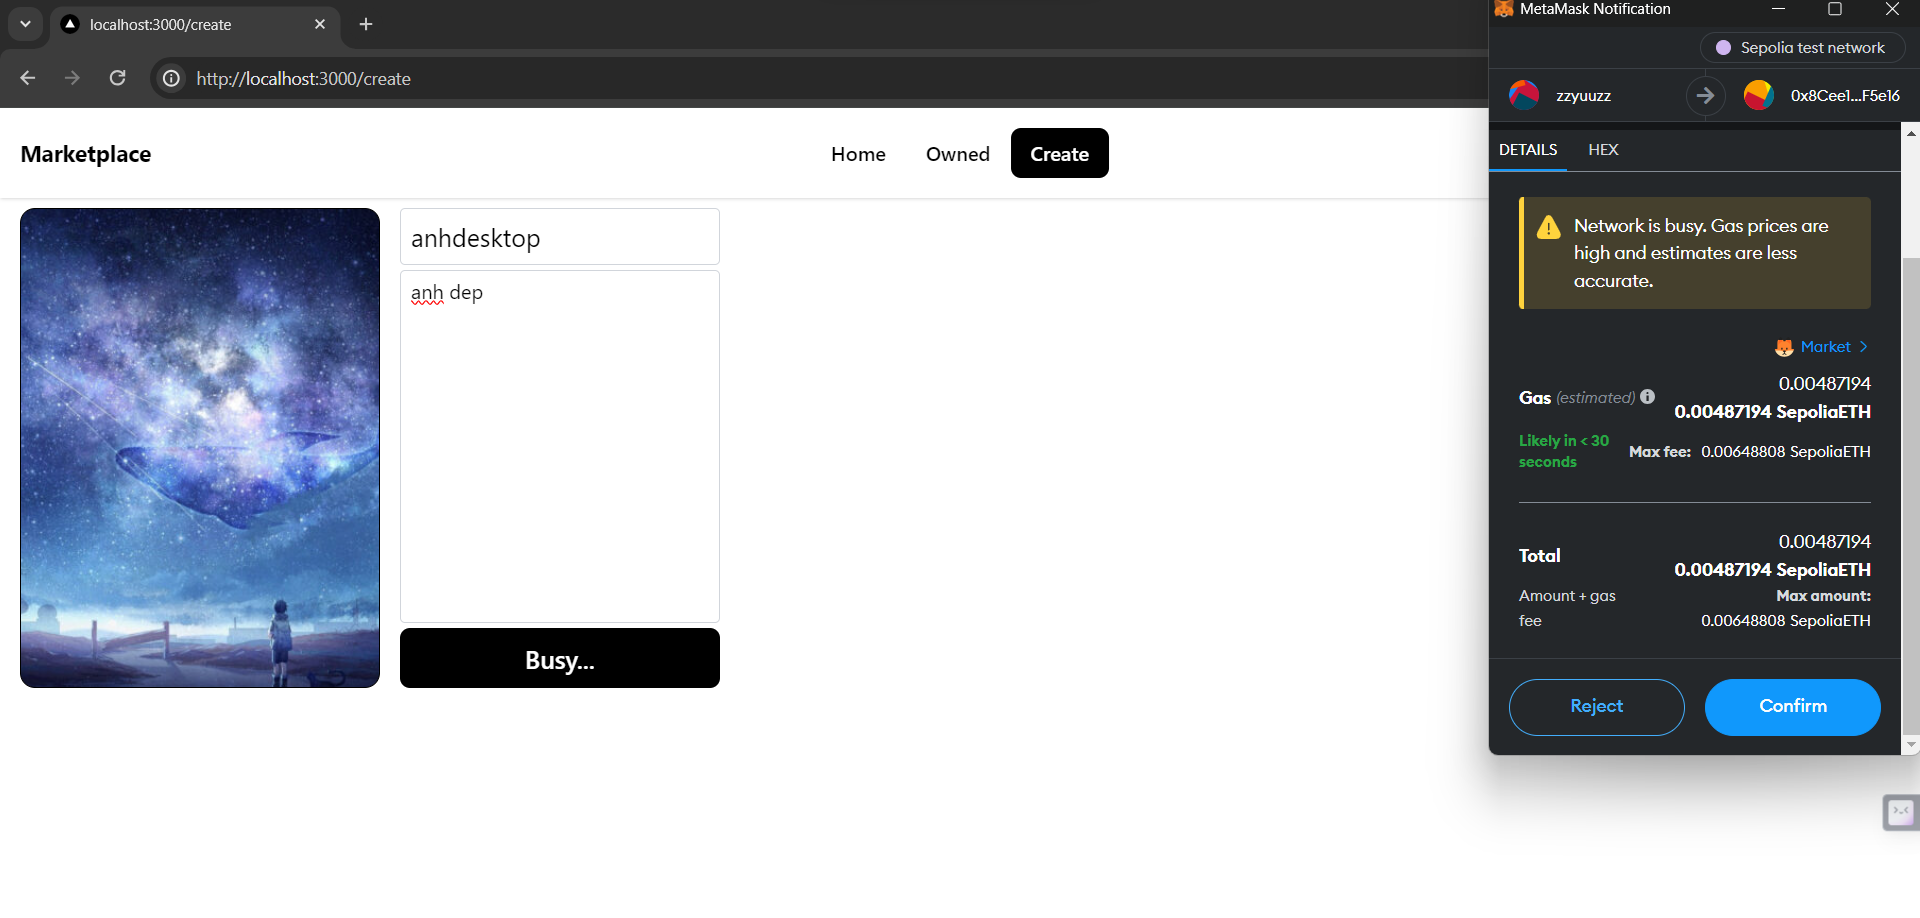 localhost:3000/create
http://localhost:3000/create
Marketplace
Home
Owned
Create
anhdesktop
anh dep
Busy...
MetaMask Notification
Sepolia test network
zzyuuzz
0x8Cee1...F5e16
DETAILS
HEX
Network is busy. Gas prices are
high and estimates are less
accurate.
Market
0.00487194
Gas (estimated)
0.00487194 SepoliaETH
Likely in < 30
seconds
Max fee: 0.00648808 SepoliaETH
0.00487194
Total
0.00487194 SepoliaETH
Amount + gas
fee
Max amount:
0.00648808 SepoliaETH
Reject
Confirm